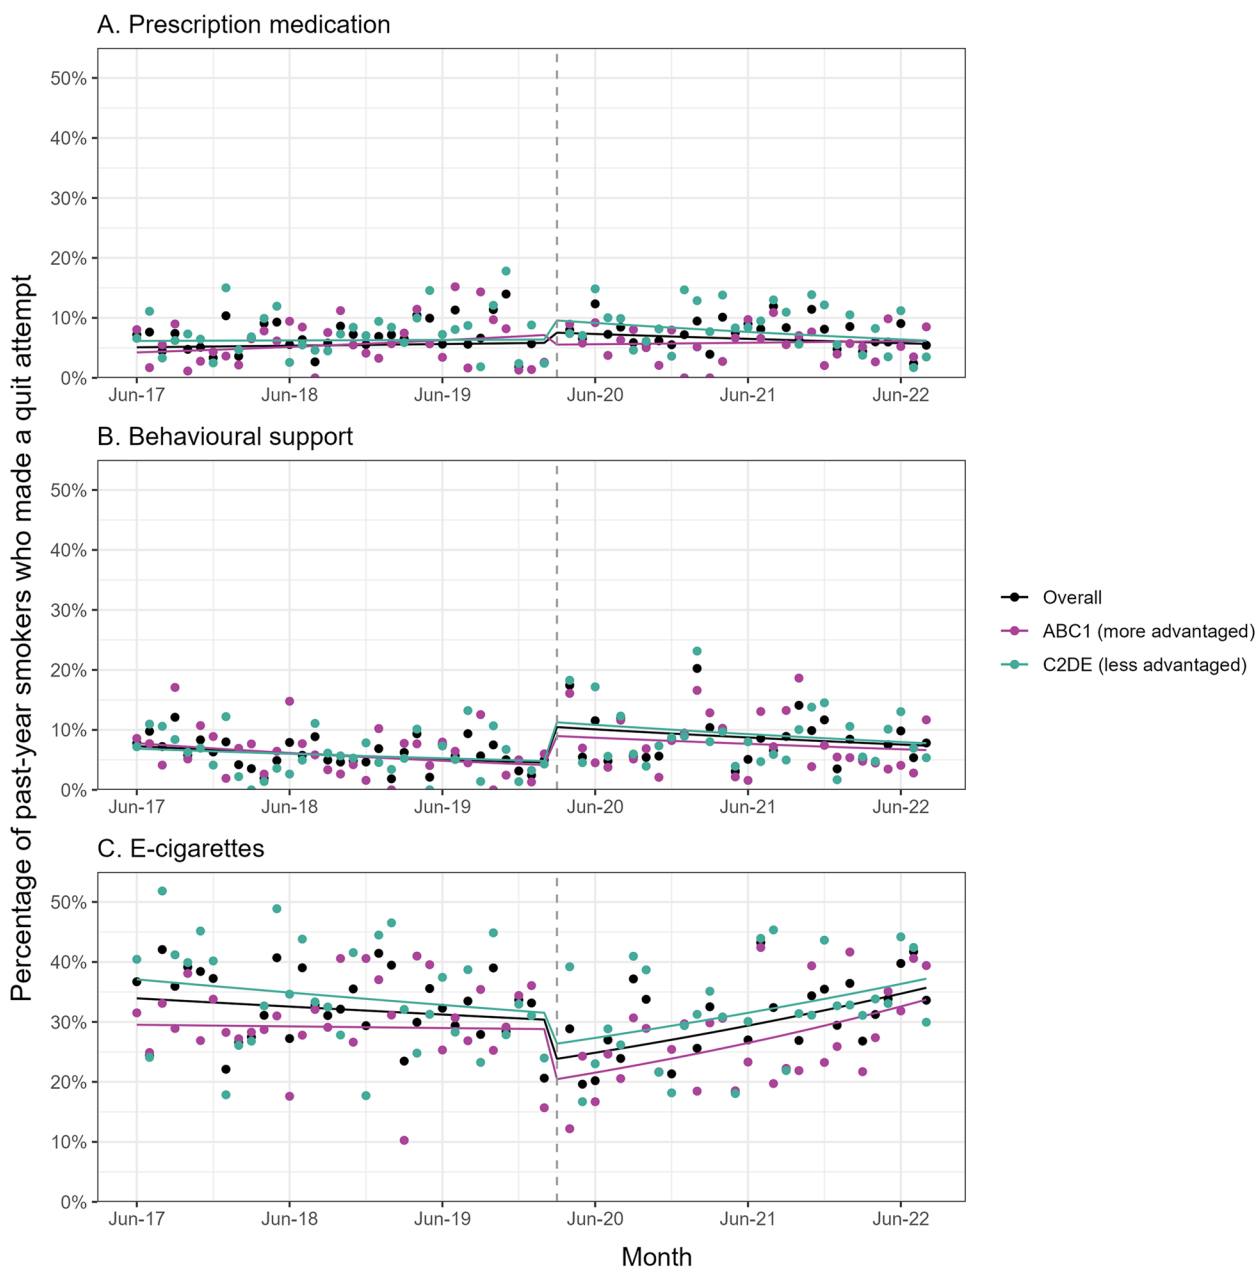 A. Prescription medication
50%
40%
30%
20%
10%
0%
Jun-17 Jun-18 Jun-19 Jun-20 Jun-21 Jun-22
B. Behavioural support
50%
40%
30%
20%
10%
0%
Jun-17 Jun-18 Jun-19 Jun-20 Jun-21 Jun-22
C. E-cigarettes
50%
40%
30%
20%
10%
0%
Jun-17 Jun-18 Jun-19 Jun-20 Jun-21 Jun-22
Month
Percentage of past-year smokers who made a quit attempt
Overall
ABC1 (more advantaged)
C2DE (less advantaged)